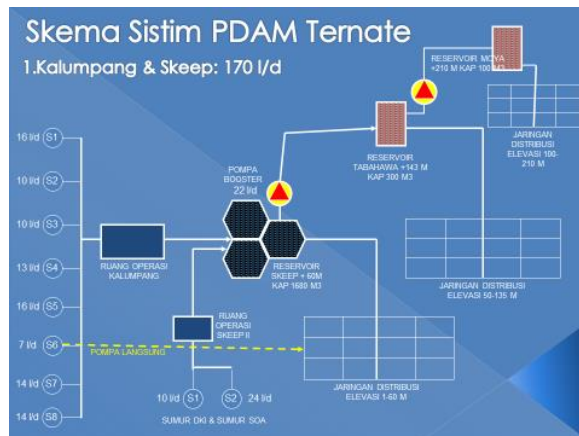 Skema Sistim PDAM Ternate
1.Kalumpang & Skeep: 170 l/d
RESERVOIR MOYA
+210 M KAP 100 M3
16 l/d S1
10 l/d S2
10 l/d S3
13 l/d S4
16 l/d S5
7 l/d S6
14 l/d S7
14 l/d S8
RUANG OPERASI
KALUMPANG
POMPA
BOOSTER
22 l/d
RESERVOIR
TABAHAWA +143 M
KAP 300 M3
JARINGAN
DISTRIBUSI
ELEVASI 100-
210 M
RESERVOIR
SKEEP + 60M
KAP 1680 M3
JARINGAN DISTRIBUSI
ELEVASI 50-135 M
RUANG
OPERASI
SKEEP II
POMPA LANGSUNG
JARINGAN DISTRIBUSI
ELEVASI 1-60 M
10 l/d S1
S2 24 l/d
SUMUR DKI & SUMUR SOA